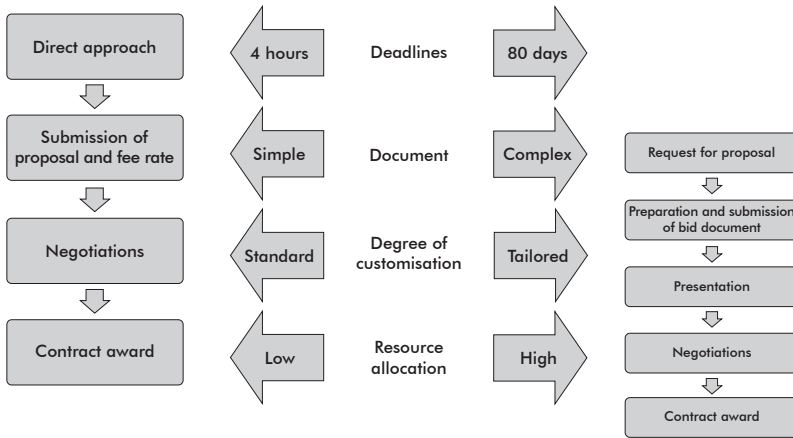 Direct approach
Submission of
proposal and fee rate
Negotiations
Contract award
4 hours
Deadlines
80 days
Simple
Document
Complex
Standard
Degree of
customisation
Tailored
Low
Resource
allocation
High
Request for proposal
Preparation and submission
of bid document
Presentation
Negotiations
Contract award